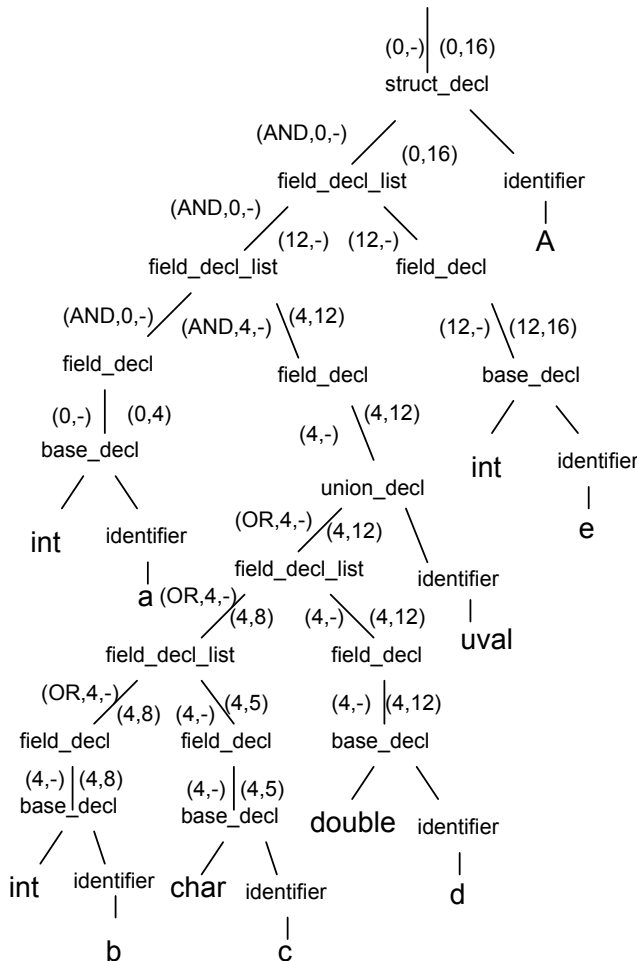 (0,-) (0,16)
struct_decl
(AND,0,-) (0,16)
field_decl_list identifier
(AND,0,-) (12,-) (12,-) A
field_decl_list field_decl
(AND,0,-) (AND,4,-) (4,12) (12,-) (12,16)
field_decl field_decl base_decl
(0,-) (0,4) (4,-) (4,12)
base_decl int identifier
union_decl e
int identifier (OR,4,-) (4,12)
a field_decl_list identifier
(OR,4,-) (4,8) (4,-) (4,12) uval
field_decl_list field_decl
(OR,4,-) (4,8) (4,-) (4,5) (4,-) (4,12)
field_decl field_decl base_decl
(4,-) (4,8) (4,-) (4,5)
base_decl base_decl double identifier
int identifier char identifier d
b c